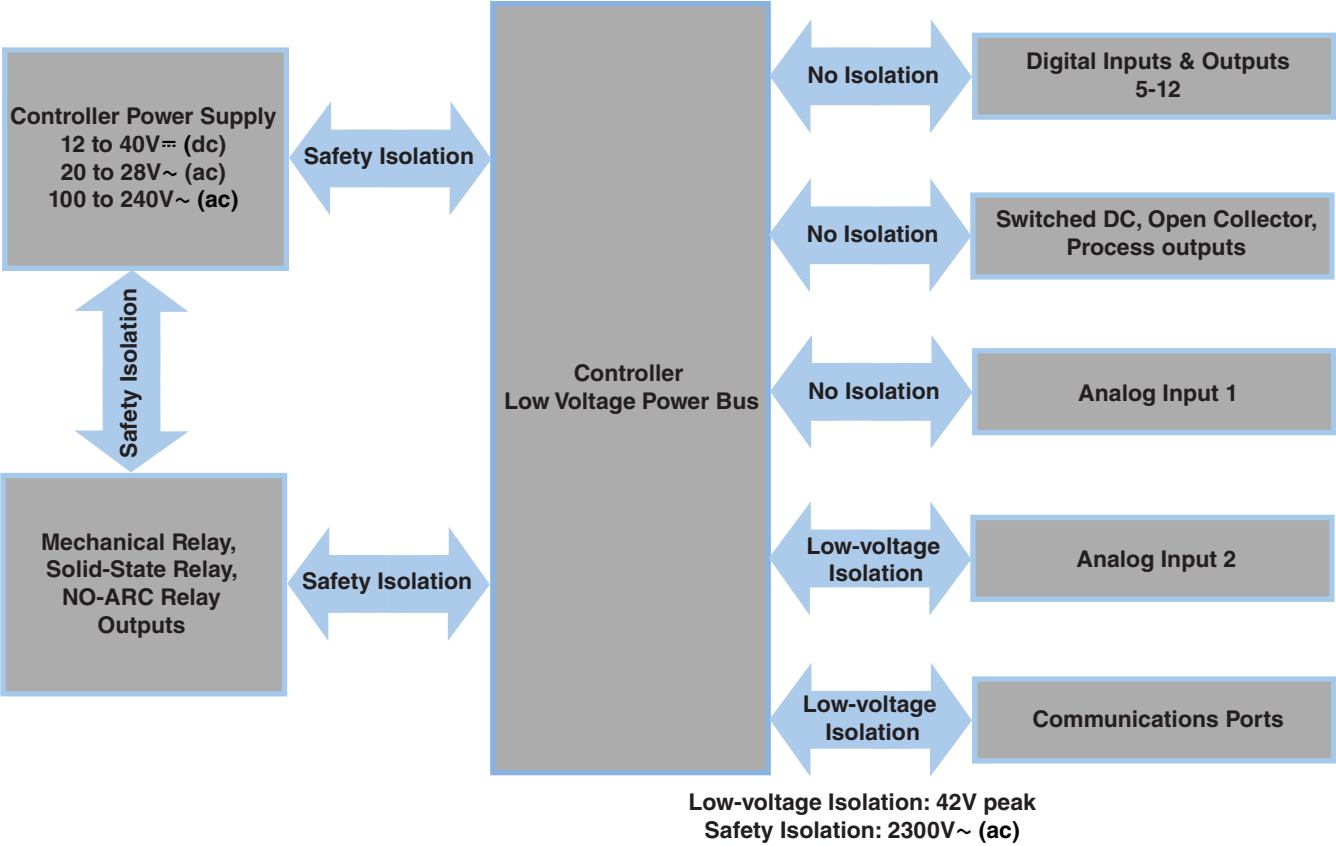 Controller Power Supply
12 to 40V⎓ (dc)
20 to 28V~ (ac)
100 to 240V~ (ac)
Safety Isolation
Safety Isolation
Mechanical Relay,
Solid-State Relay,
NO-ARC Relay
Outputs
Safety Isolation
Controller
Low Voltage Power Bus
No Isolation
Digital Inputs & Outputs
5-12
No Isolation
Switched DC, Open Collector,
Process outputs
No Isolation
Analog Input 1
Low-voltage
Isolation
Analog Input 2
Low-voltage
Isolation
Communications Ports
Low-voltage Isolation: 42V peak
Safety Isolation: 2300V~ (ac)